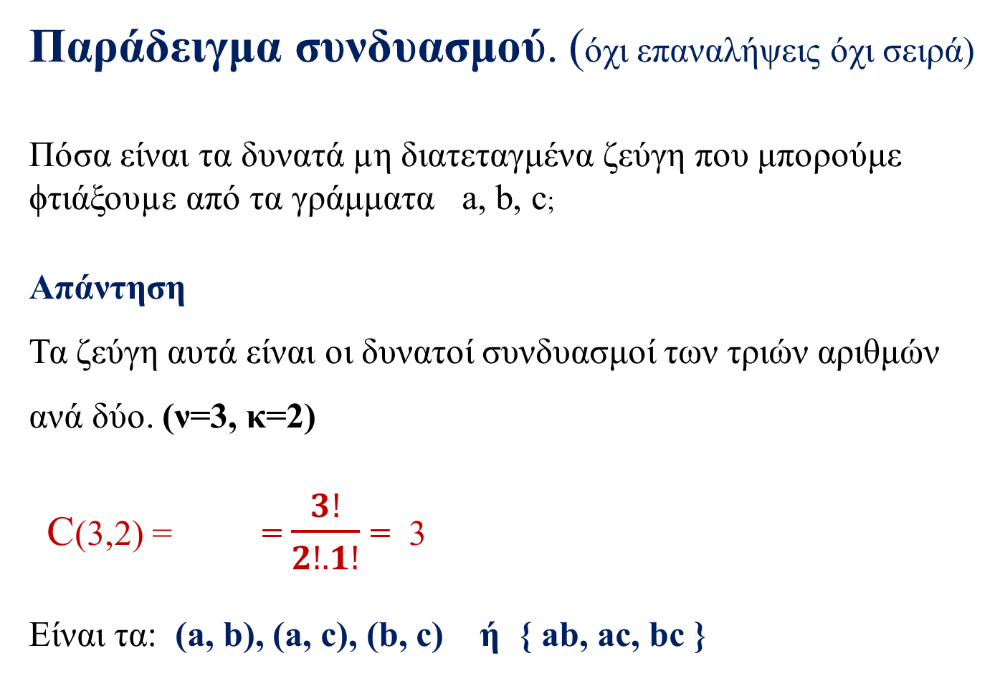 Παράδειγμα συνδυασμού. (όχι επαναλήψεις όχι σειρά)
Πόσα είναι τα δυνατά μη διατεταγμένα ζεύγη που μπορούμε
φτιάξουμε από τα γράμματα a, b, c;
Απάντηση
Τα ζεύγη αυτά είναι οι δυνατοί συνδυασμοί των τριών αριθμών
ανά δύο. (ν=3, κ=2)
C(3,2) = = 3! / 2!.1! = 3
Είναι τα: (a, b), (a, c), (b, c) ή { ab, ac, bc }